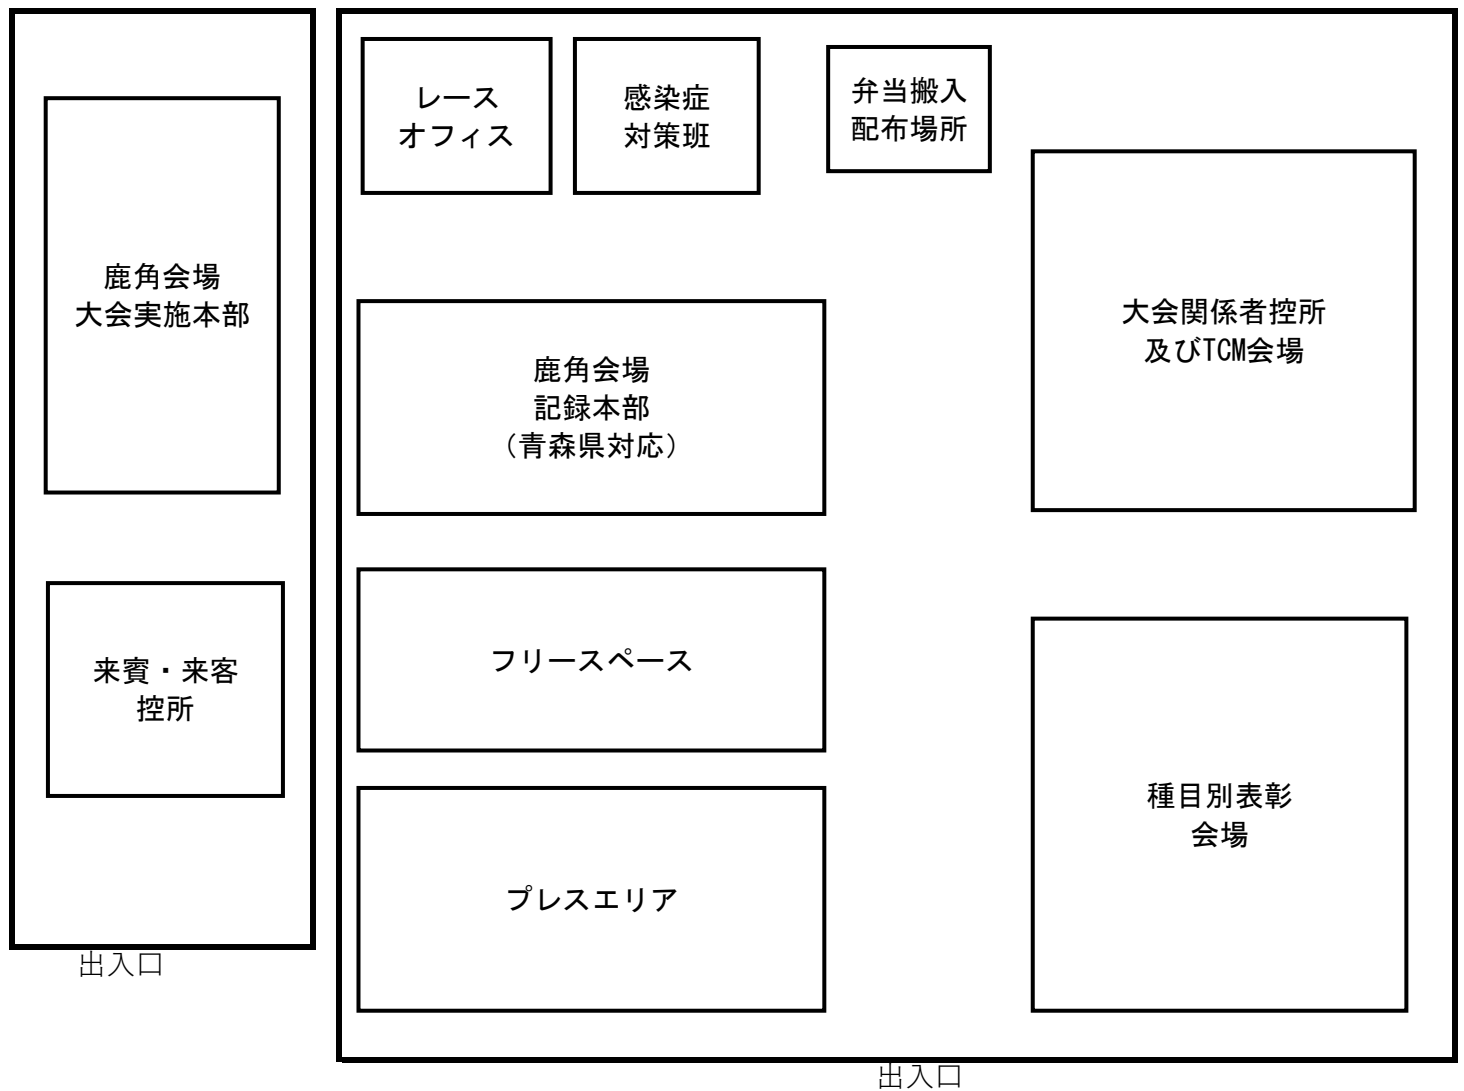 鹿角会場
大会実施本部
来賓・来客
控所
出入口
レース
オフィス
感染症
対策班
弁当搬入
配布場所
鹿角会場
記録本部
（青森県対応）
大会関係者控所
及びTCM会場
フリースペース
プレスエリア
種目別表彰
会場
出入口